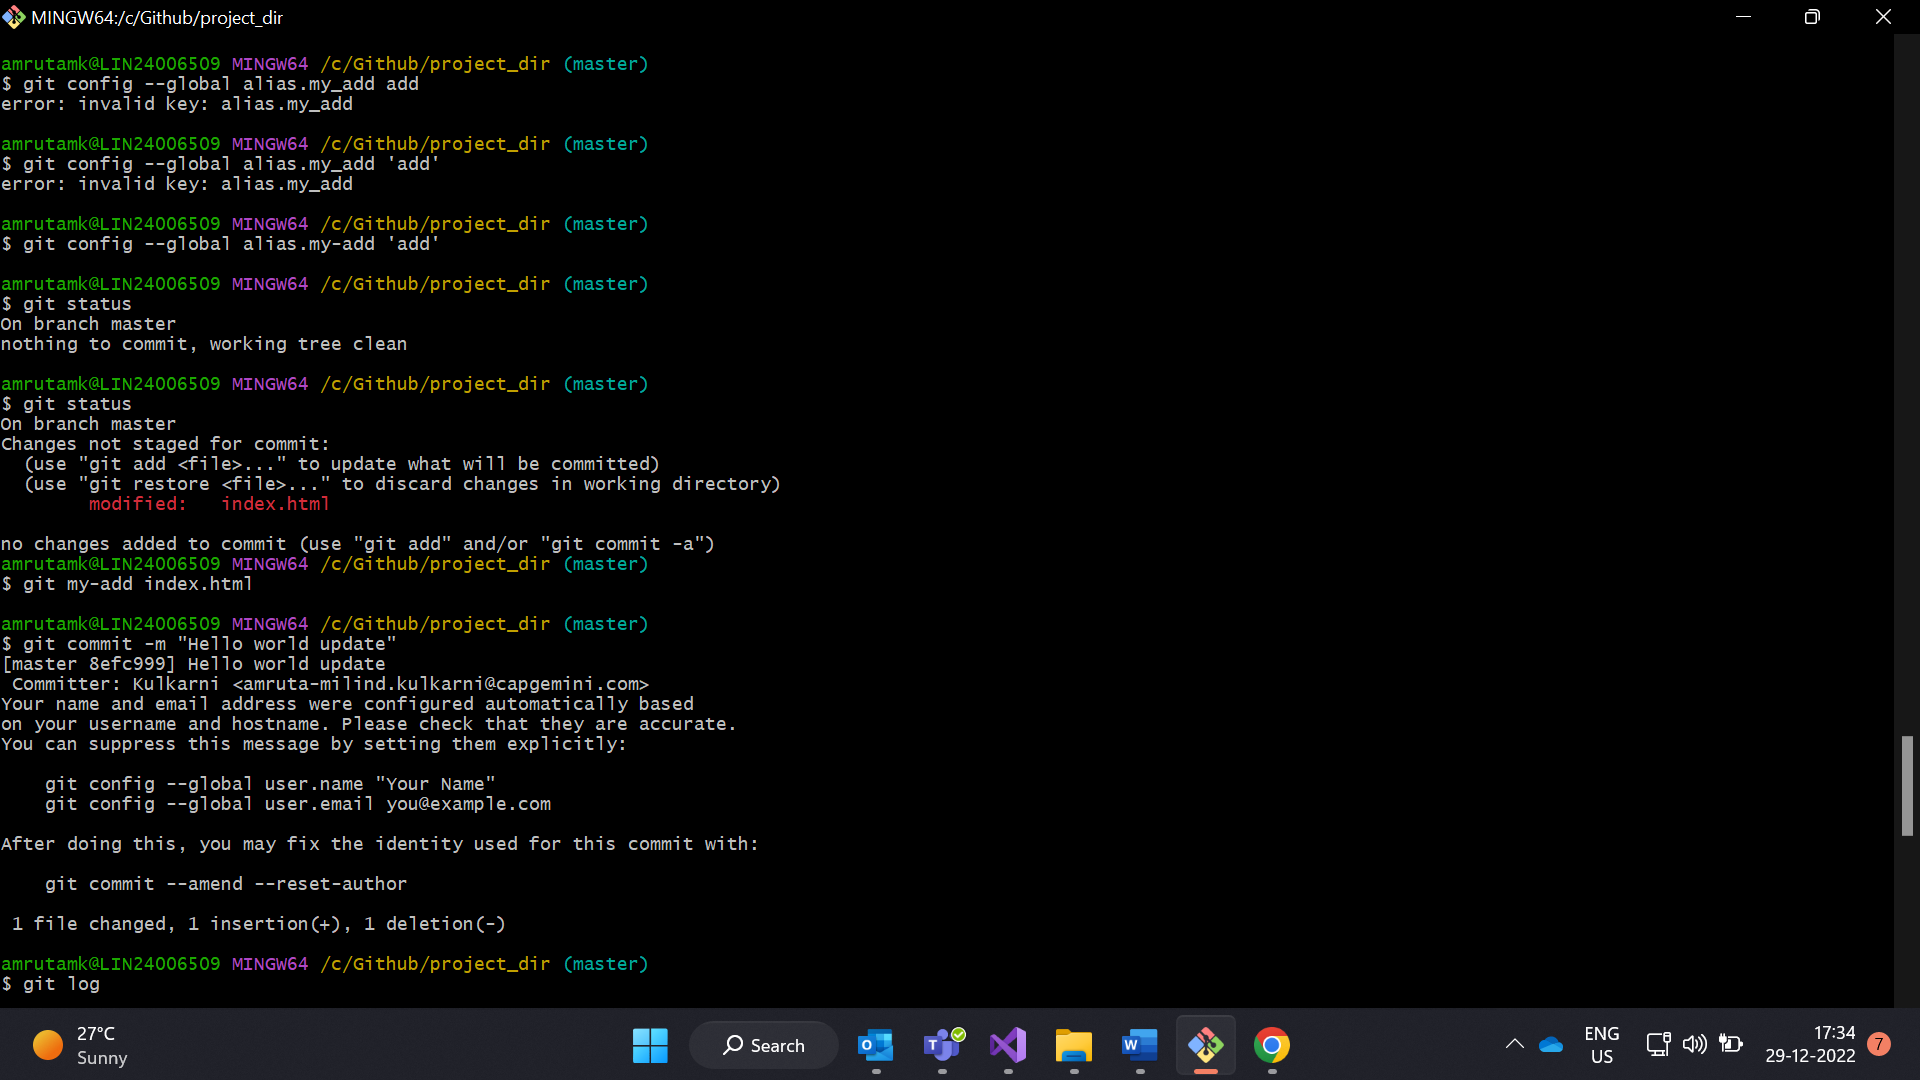 MINGW64:/c/Github/project_dir
amrutamk@LIN24006509 MINGW64 /c/Github/project_dir (master)
$ git config --global alias.my_add add
error: invalid key: alias.my_add
amrutamk@LIN24006509 MINGW64 /c/Github/project_dir (master)
$ git config --global alias.my_add 'add'
error: invalid key: alias.my_add
amrutamk@LIN24006509 MINGW64 /c/Github/project_dir (master)
$ git config --global alias.my-add 'add'
amrutamk@LIN24006509 MINGW64 /c/Github/project_dir (master)
$ git status
On branch master
nothing to commit, working tree clean
amrutamk@LIN24006509 MINGW64 /c/Github/project_dir (master)
$ git status
On branch master
Changes not staged for commit:
  (use "git add <file>..." to update what will be committed)
  (use "git restore <file>..." to discard changes in working directory)
        modified:   index.html
no changes added to commit (use "git add" and/or "git commit -a")
amrutamk@LIN24006509 MINGW64 /c/Github/project_dir (master)
$ git my-add index.html
amrutamk@LIN24006509 MINGW64 /c/Github/project_dir (master)
$ git commit -m "Hello world update"
[master 8efc999] Hello world update
 Committer: Kulkarni <amruta-milind.kulkarni@capgemini.com>
Your name and email address were configured automatically based
on your username and hostname. Please check that they are accurate.
You can suppress this message by setting them explicitly:
    git config --global user.name "Your Name"
    git config --global user.email you@example.com
After doing this, you may fix the identity used for this commit with:
    git commit --amend --reset-author
 1 file changed, 1 insertion(+), 1 deletion(-)
amrutamk@LIN24006509 MINGW64 /c/Github/project_dir (master)
$ git log
27°C
Sunny
Search
ENG
US
17:34
29-12-2022
7